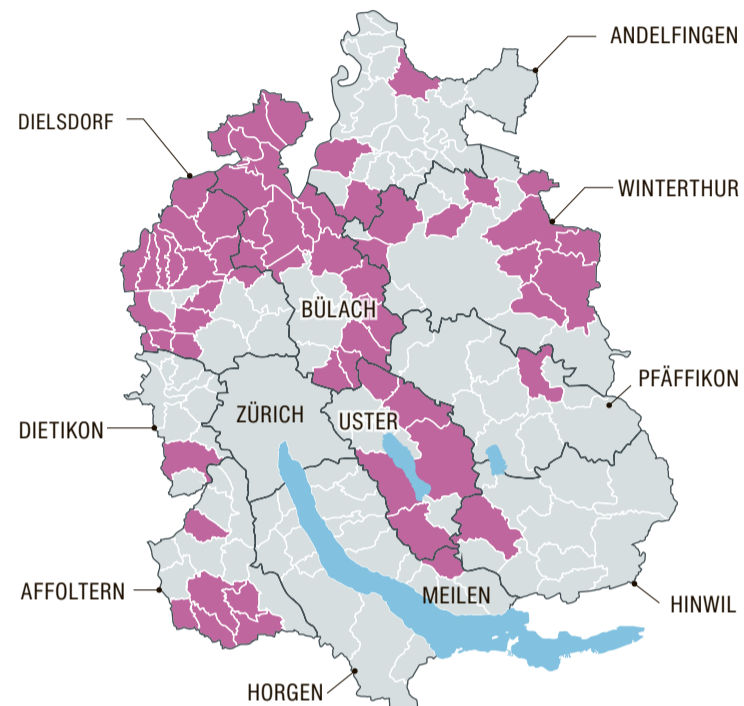 ANDELFINGEN
DIELSDORF
WINTERTHUR
BÜLACH
PFÄFFIKON
ZÜRICH
USTER
DIETIKON
AFFOLTERN
MEILEN
HINWIL
HORGEN